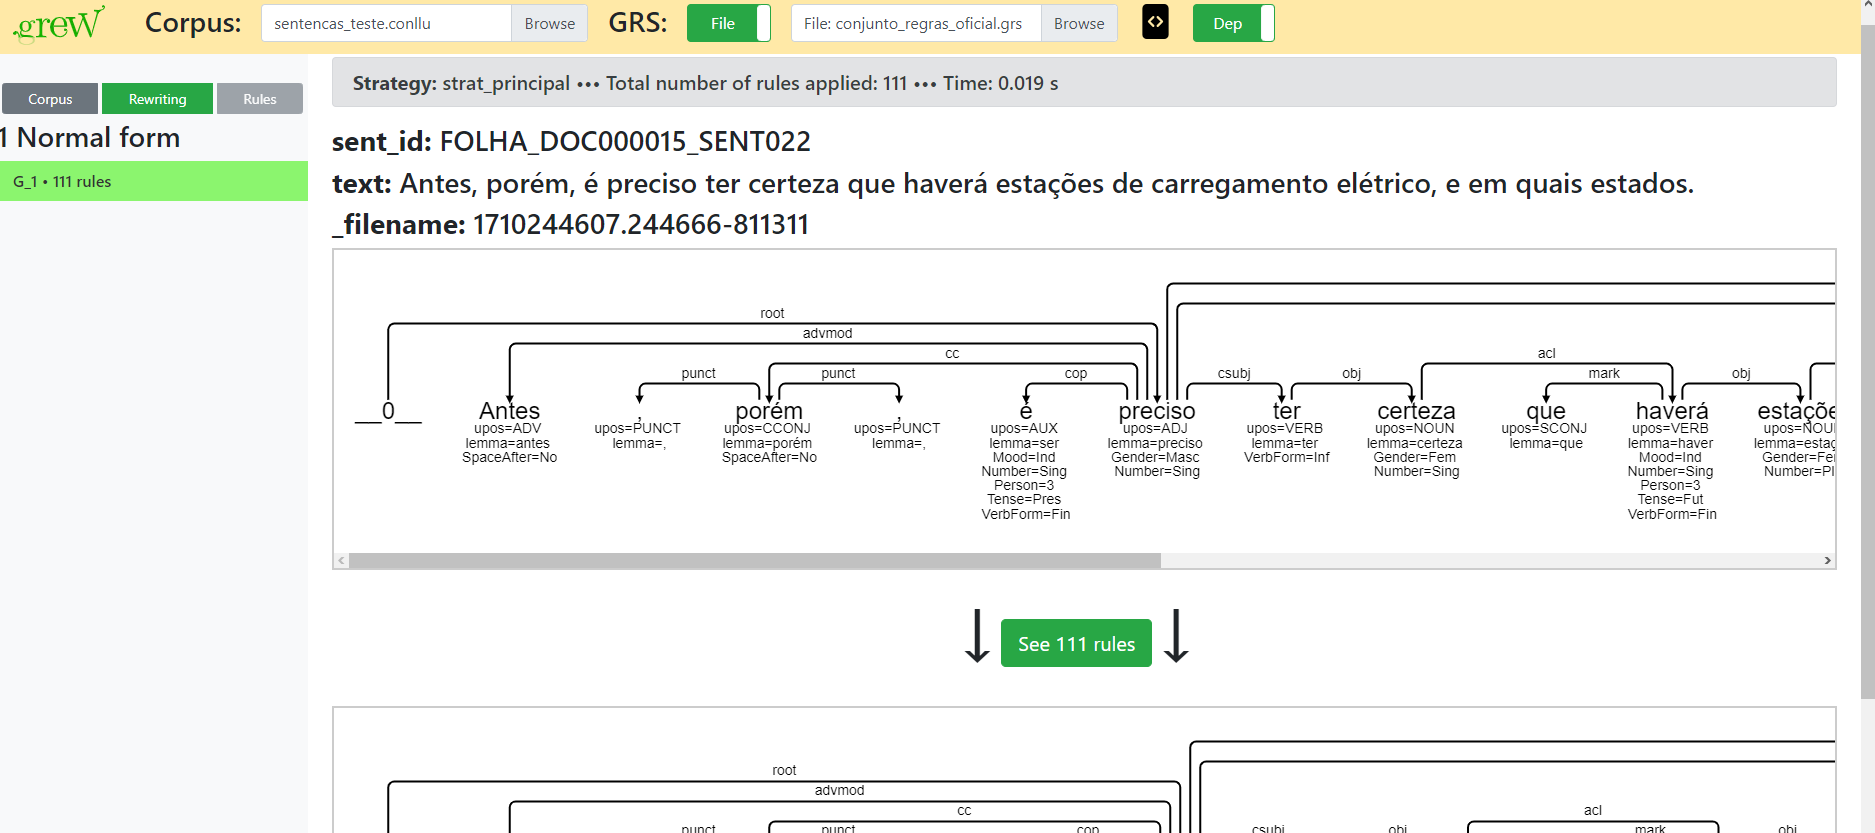 .grew Corpus: sentencas_teste.conllu Browse GRS: File File: conjunto_regras_oficial.grs Browse <> Dep
Strategy: strat_principal ••• Total number of rules applied: 111 ••• Time: 0.019 s
Corpus Rewriting Rules
1 Normal form
G_1 • 111 rules
sent_id: FOLHA_DOC000015_SENT022
text: Antes, porém, é preciso ter certeza que haverá estações de carregamento elétrico, e em quais estados.
_filename: 1710244607.244666-811311
root
advmod
cc acl
punct punct cop csubj obj mark obj
__0__ Antes , porém , é preciso ter certeza que haverá estaçõe
upos=ADV upos=PUNCT upos=CCONJ upos=PUNCT upos=AUX upos=ADJ upos=VERB upos=NOUN upos=SCONJ upos=VERB upos=NOU
lemma=antes lemma=, lemma=porém lemma=, lemma=ser lemma=preciso lemma=ter lemma=certeza lemma=que lemma=haver lemma=estaç
SpaceAfter=No SpaceAfter=No Mood=Ind Gender=Masc VerbForm=Inf Gender=Fem Mood=Ind Gender=Fe
Number=Sing Number=Sing Number=Sing Number=Sing Number=Pl
Person=3 Person=3
Tense=Pres Tense=Fut
VerbForm=Fin VerbForm=Fin
See 111 rules
root
advmod
cc acl
punct punct cop csubj obj mark obj